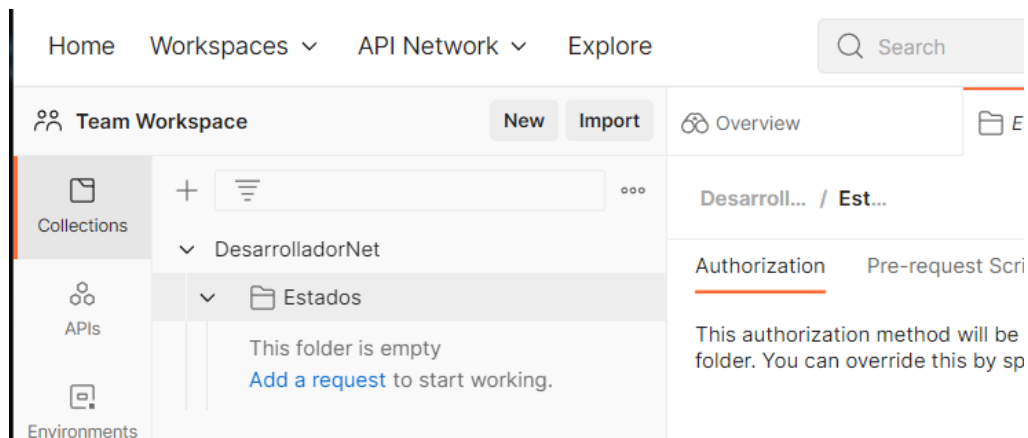 Home Workspaces API Network Explore Search
Team Workspace New Import Overview E
Collections
Desarroll... / Est...
DesarrolladorNet
Authorization Pre-request Scri
Estados
APIs
This folder is empty
This authorization method will be
Add a request to start working.
folder. You can override this by sp
Environments